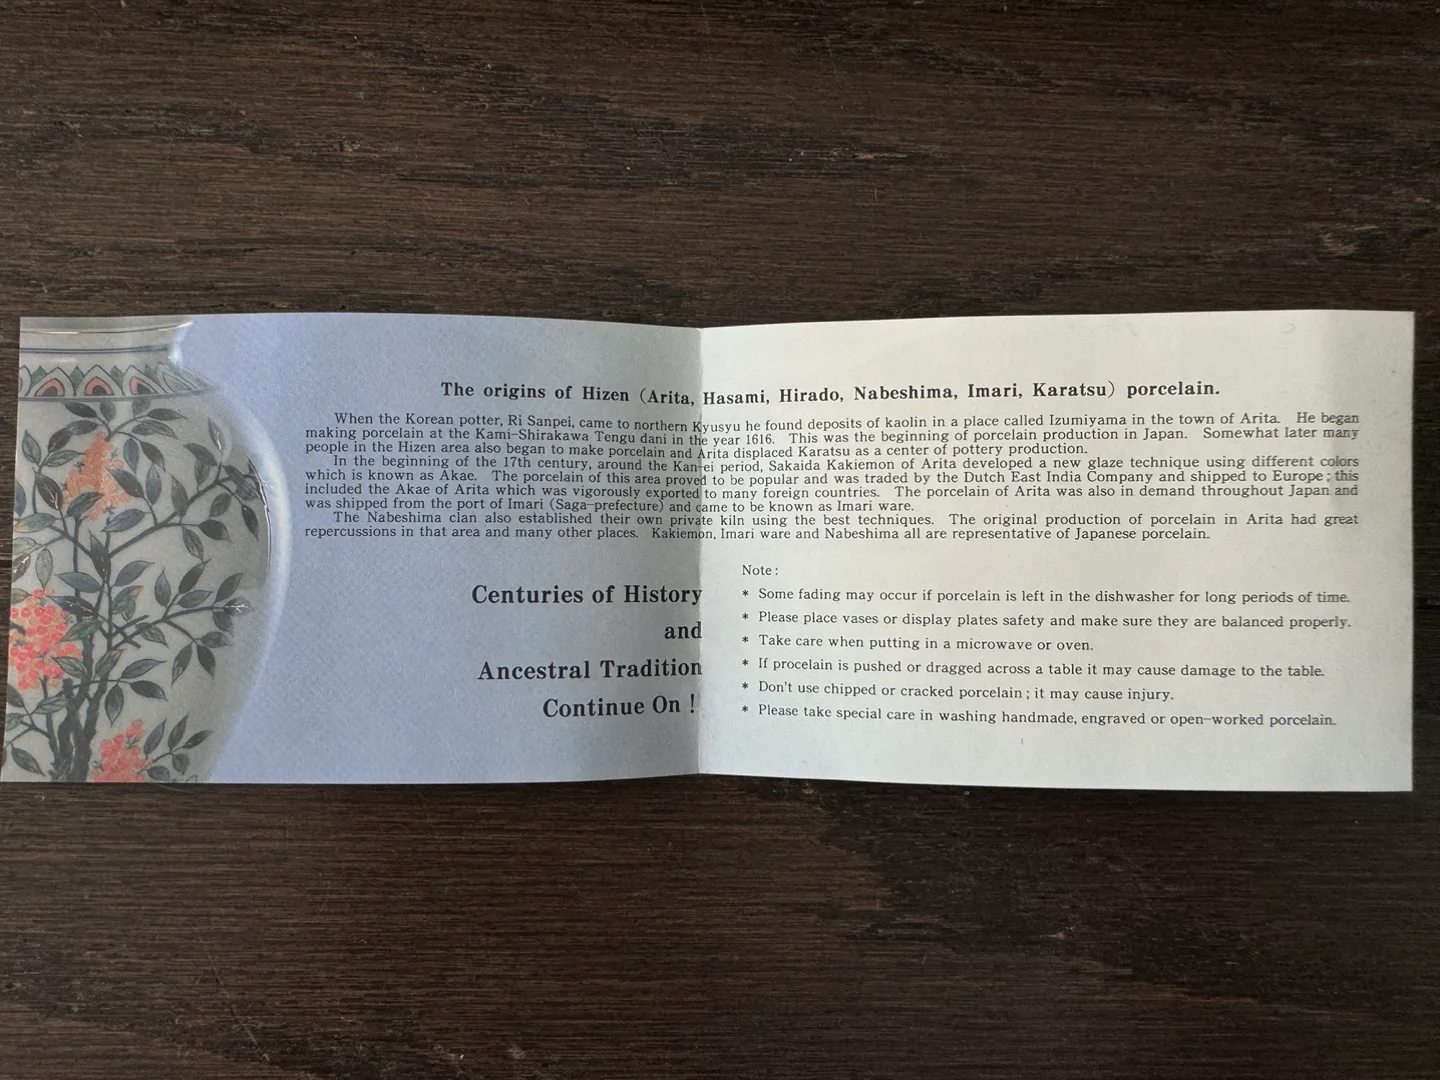 The origins of Hizen (Arita, Hasami, Hirado, Nabeshima, Imari, Karatsu) porcelain.
When the Korean potter, Ri Sanpei, came to northern Kyusyu he found deposits of kaolin in a place called Izumiyama in the town of Arita. He began
making porcelain at the Kami-Shirakawa Tengu dani in the year 1616. This was the beginning of porcelain production in Japan. Somewhat later many
people in the Hizen area also began to make porcelain and Arita displaced Karatsu as a center of pottery production.
In the beginning of the 17th century, around the Kan-ei period, Sakaida Kakiemon of Arita developed a new glaze technique using different colors
which is known as Akae. The porcelain of this area proved to be popular and was traded by the Dutch East India Company and shipped to Europe ; this
included the Akae of Arita which was vigorously exported to many foreign countries. The porcelain of Arita was also in demand throughout Japan and
was shipped from the port of Imari (Saga-prefecture) and came to be known as Imari ware.
The Nabeshima clan also established their own private kiln using the best techniques. The original production of porcelain in Arita had great
repercussions in that area and many other places. Kakiemon, Imari ware and Nabeshima all are representative of Japanese porcelain.
Centuries of History
and
Ancestral Tradition
Continue On !
Note :
* Some fading may occur if porcelain is left in the dishwasher for long periods of time.
* Please place vases or display plates safety and make sure they are balanced properly.
* Take care when putting in a microwave or oven.
* If procelain is pushed or dragged across a table it may cause damage to the table.
* Don't use chipped or cracked porcelain ; it may cause injury.
* Please take special care in washing handmade, engraved or open-worked porcelain.